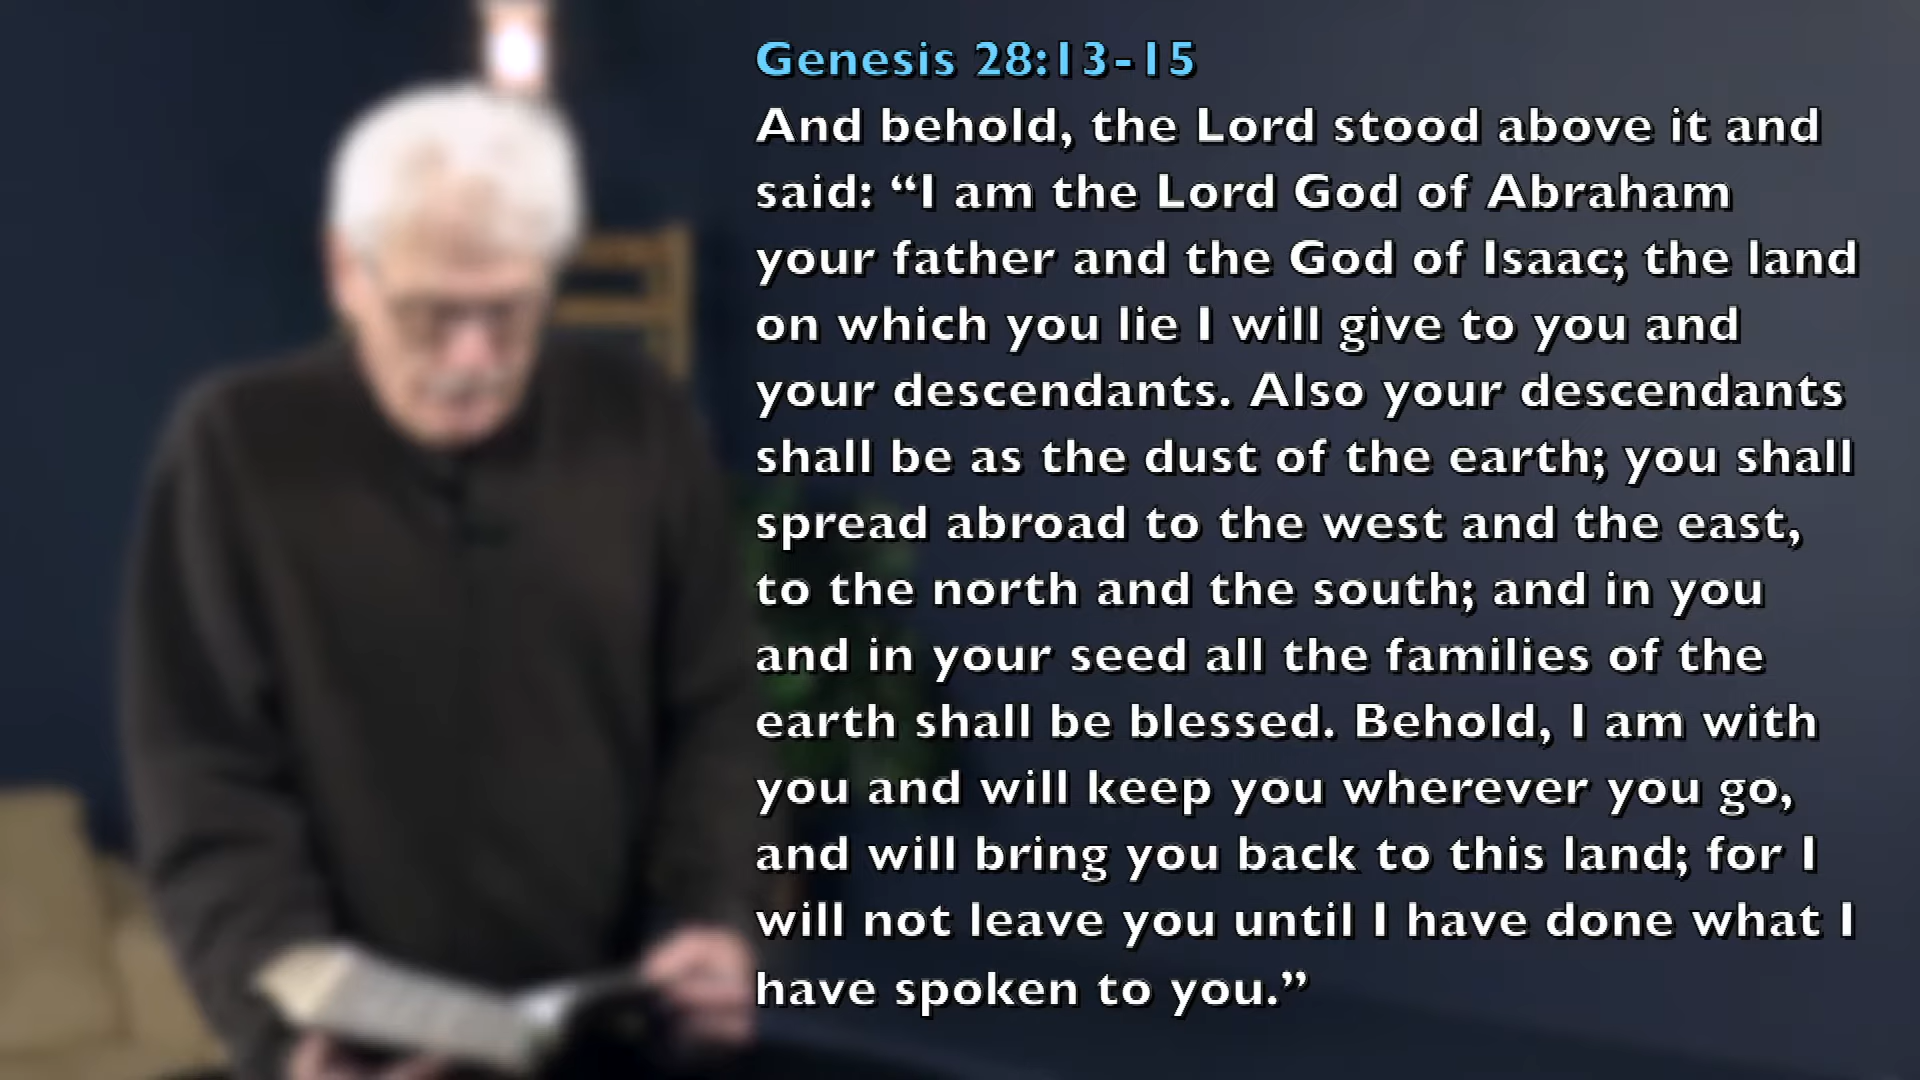 Genesis 28:13-15
And behold, the Lord stood above it and
said: “I am the Lord God of Abraham
your father and the God of Isaac; the land
on which you lie I will give to you and
your descendants. Also your descendants
shall be as the dust of the earth; you shall
spread abroad to the west and the east,
to the north and the south; and in you
and in your seed all the families of the
earth shall be blessed. Behold, I am with
you and will keep you wherever you go,
and will bring you back to this land; for I
will not leave you until I have done what I
have spoken to you.”